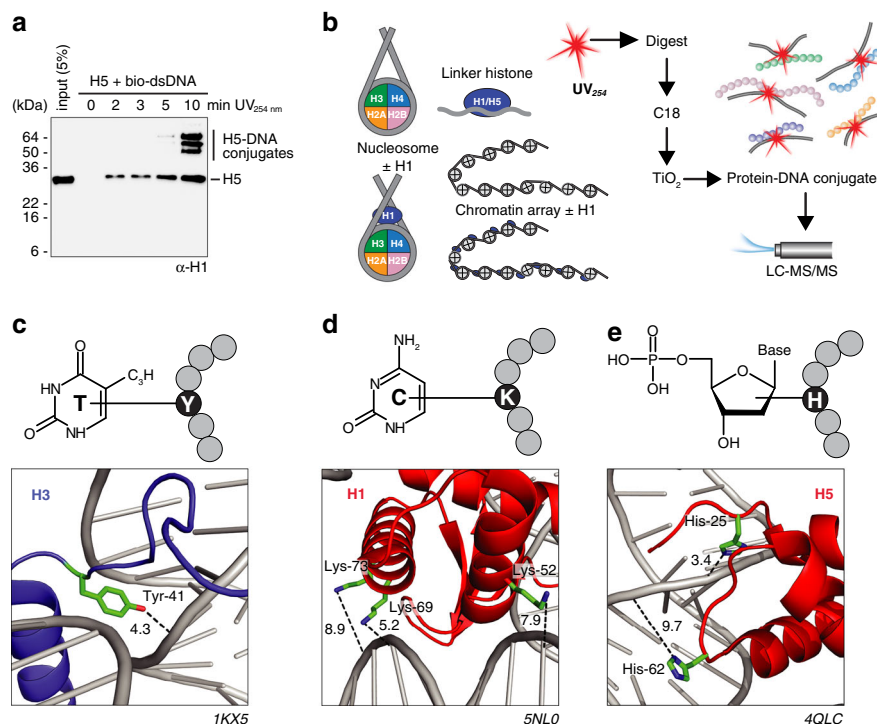 a
input (5%)
H5 + bio-dsDNA
(kDa)
0 2 3 5 10 min UV254 nm
64
50
36
22
16
6
H5-DNA
conjugates
H5
α-H1
b
H3 H4
H2A H2B
Nucleosome
± H1
H1
H3 H4
H2A H2B
Linker histone
H1/H5
Chromatin array ± H1
UV254
Digest
C18
TiO2
Protein-DNA conjugate
LC-MS/MS
c
O
HN
C3H
T
O
NH
Y
H3
Tyr-41
4.3
1KX5
d
NH2
N
C
O
NH
K
H1
Lys-73
Lys-52
Lys-69
8.9
5.2
7.9
5NL0
e
O
HO P O
OH
Base
O
OH
H
H5
His-25
3.4
9.7
His-62
4QLC